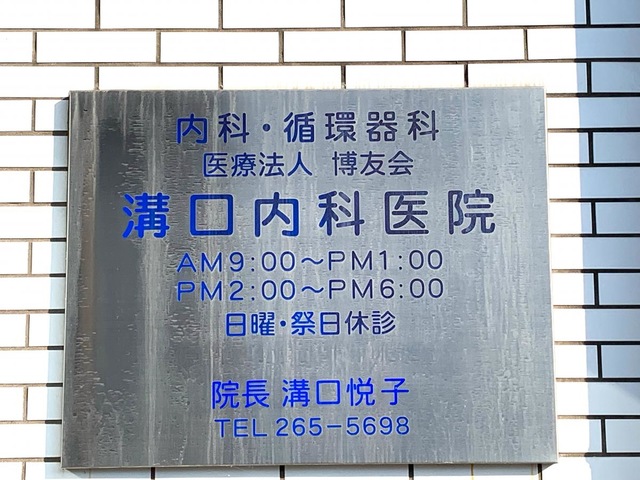 内科・循環器科
医療法人 博友会
溝口内科医院
AM9:00～PM1:00
PM2:00～PM6:00
日曜・祭日休診
院長 溝口悦子
TEL 265-5698